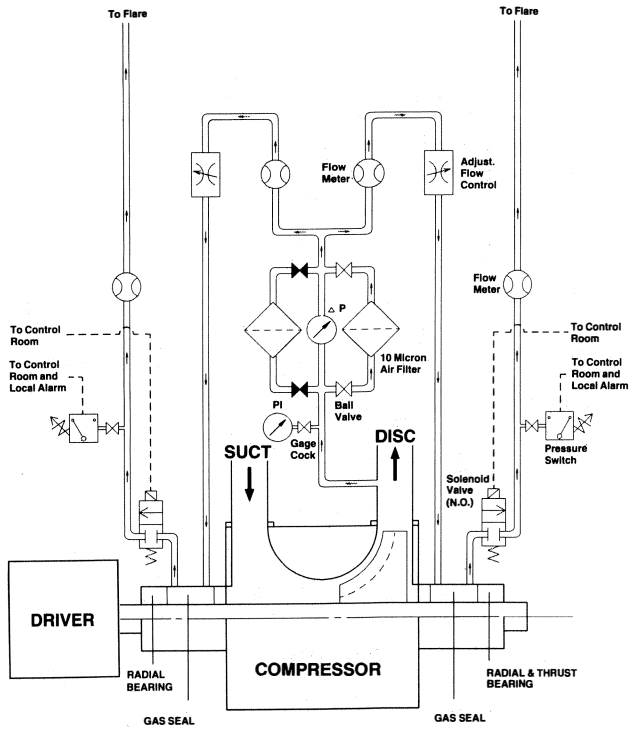 To Flare
To Flare
Flow
Meter
Adjust.
Flow
Control
Δ P
10 Micron
Air Filter
Flow
Meter
To Control
Room
To Control
Room and
Local Alarm
To Control
Room
To Control
Room and
Local Alarm
PI
Ball
Valve
Gage
Cock
SUCT
DISC
Pressure
Switch
Solenoid
Valve
(N.O.)
DRIVER
COMPRESSOR
RADIAL
BEARING
GAS SEAL
RADIAL & THRUST
BEARING
GAS SEAL